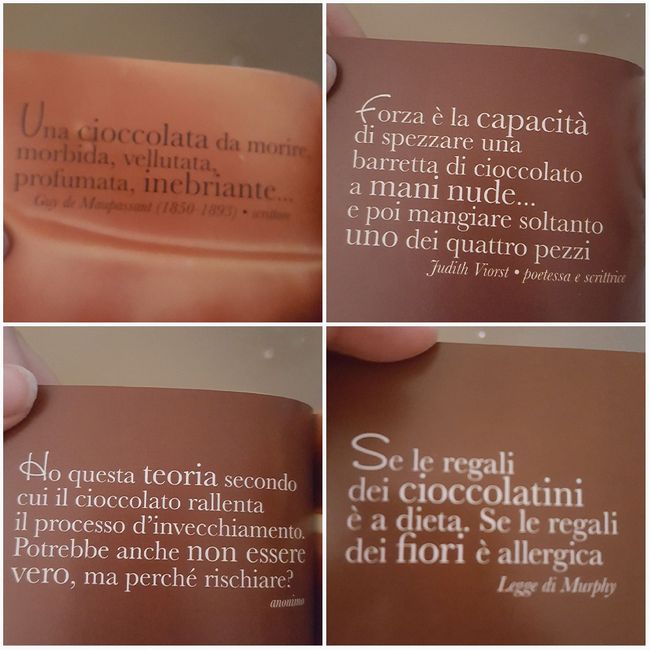 Una cioccolata da morire,
morbida, vellutata,
profumata, inebriante...
Guy de Maupassant (1850-1893) • scrittore
Forza è la capacità
di spezzare una
barretta di cioccolato
a mani nude...
e poi mangiare soltanto
uno dei quattro pezzi
Judith Viorst • poetessa e scrittrice
Ho questa teoria secondo
cui il cioccolato rallenta
il processo d'invecchiamento.
Potrebbe anche non essere
vero, ma perché rischiare?
anonimo
Se le regali
dei cioccolatini
è a dieta. Se le regali
dei fiori è allergica
Legge di Murphy